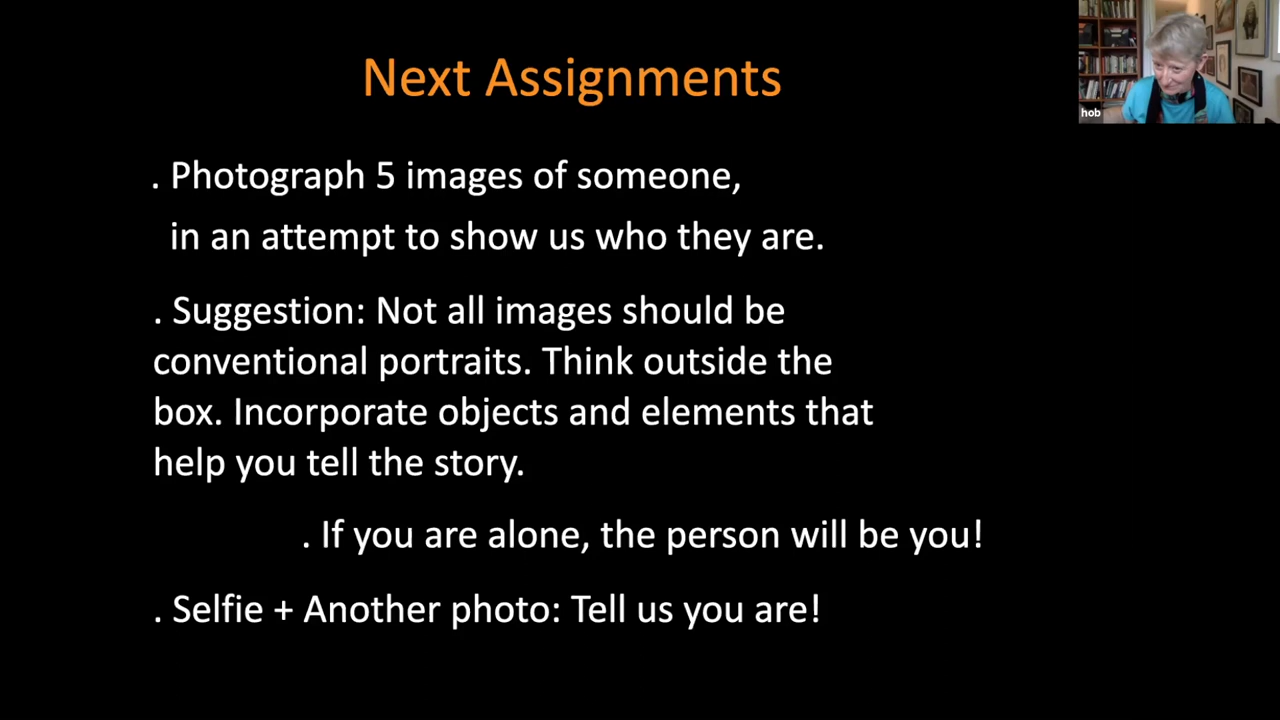 Next Assignments
hob
. Photograph 5 images of someone,
in an attempt to show us who they are.
. Suggestion: Not all images should be
conventional portraits. Think outside the
box. Incorporate objects and elements that
help you tell the story.
. If you are alone, the person will be you!
. Selfie + Another photo: Tell us you are!